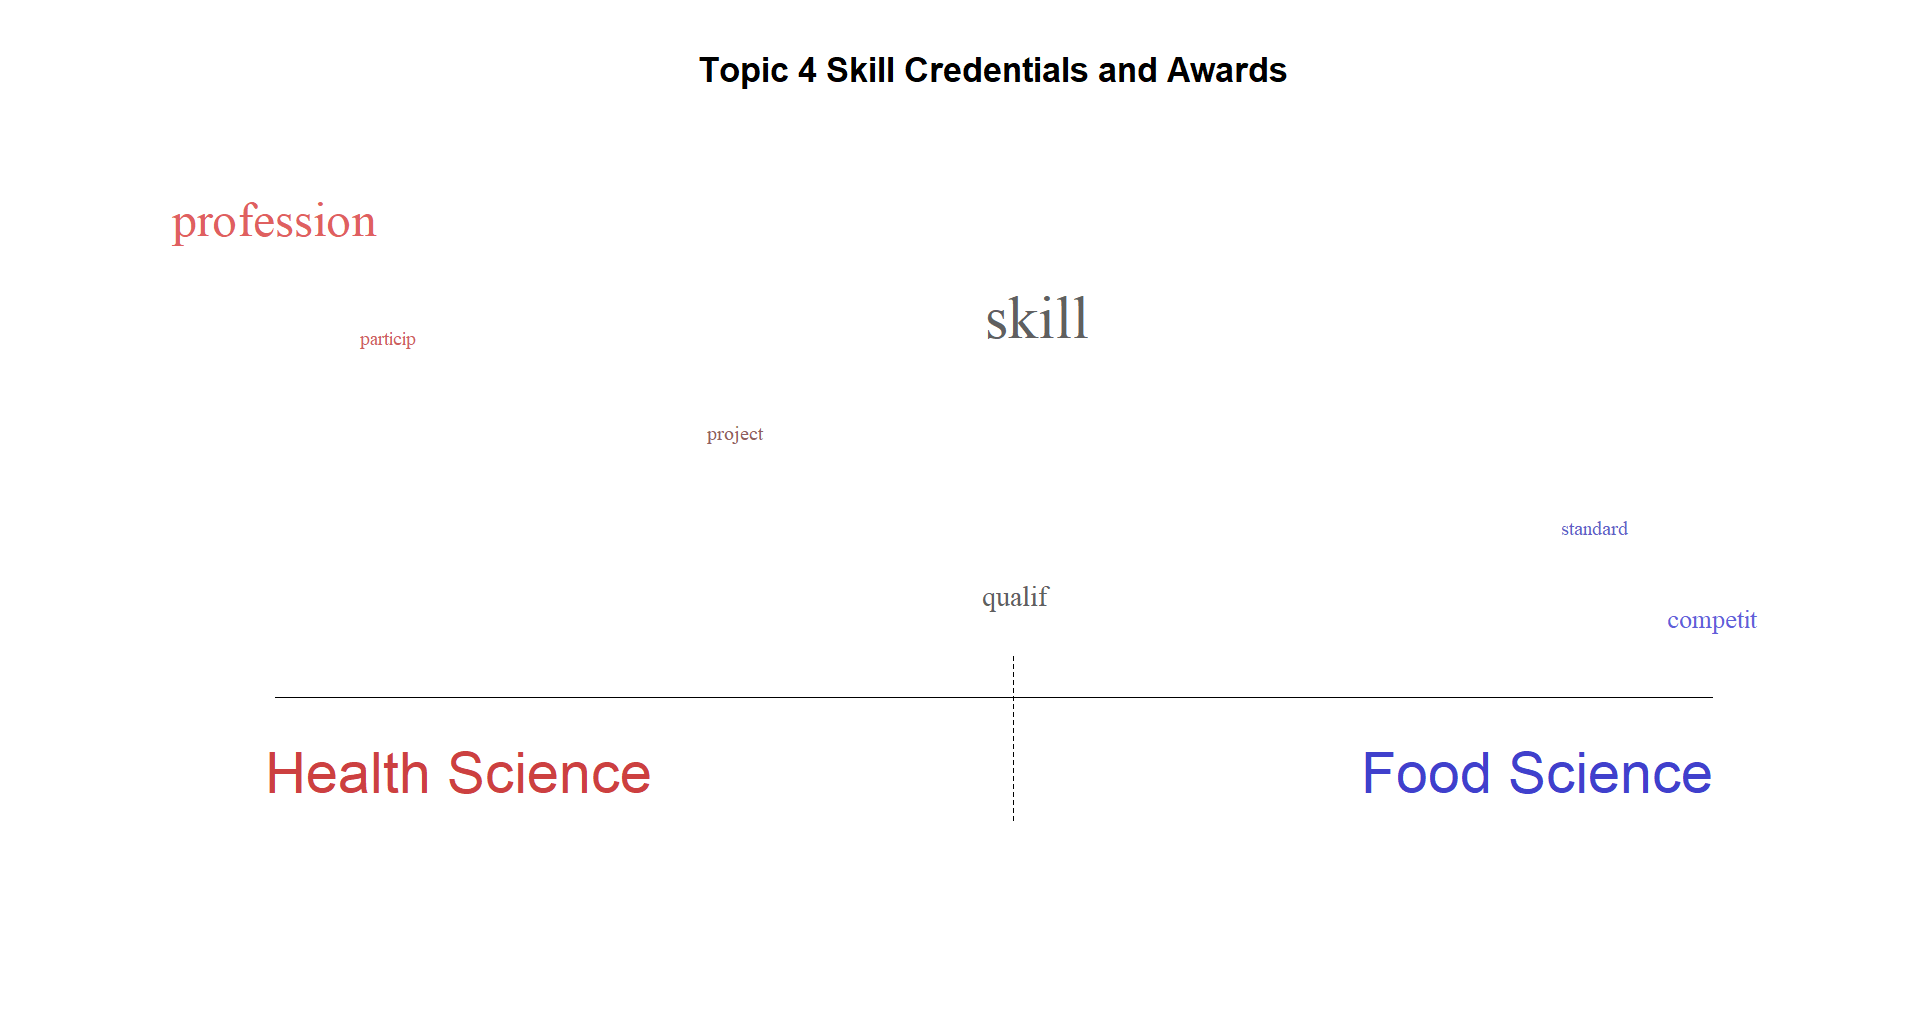 Topic 4 Skill Credentials and Awards
profession
skill
particip
project
standard
qualif
competit
Health Science
Food Science